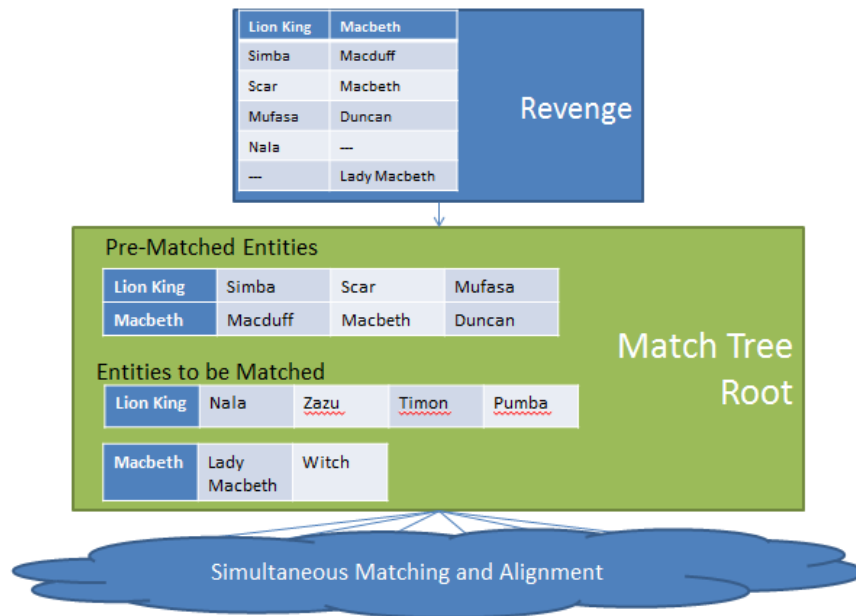 Lion King Macbeth
Simba Macduff
Scar Macbeth
Mufasa Duncan
Nala ---
--- Lady Macbeth
Revenge
Pre-Matched Entities
Lion King Simba Scar Mufasa
Macbeth Macduff Macbeth Duncan
Match Tree
Root
Entities to be Matched
Lion King Nala Zazu Timon Pumba
Macbeth Lady Witch
Macbeth
Simultaneous Matching and Alignment